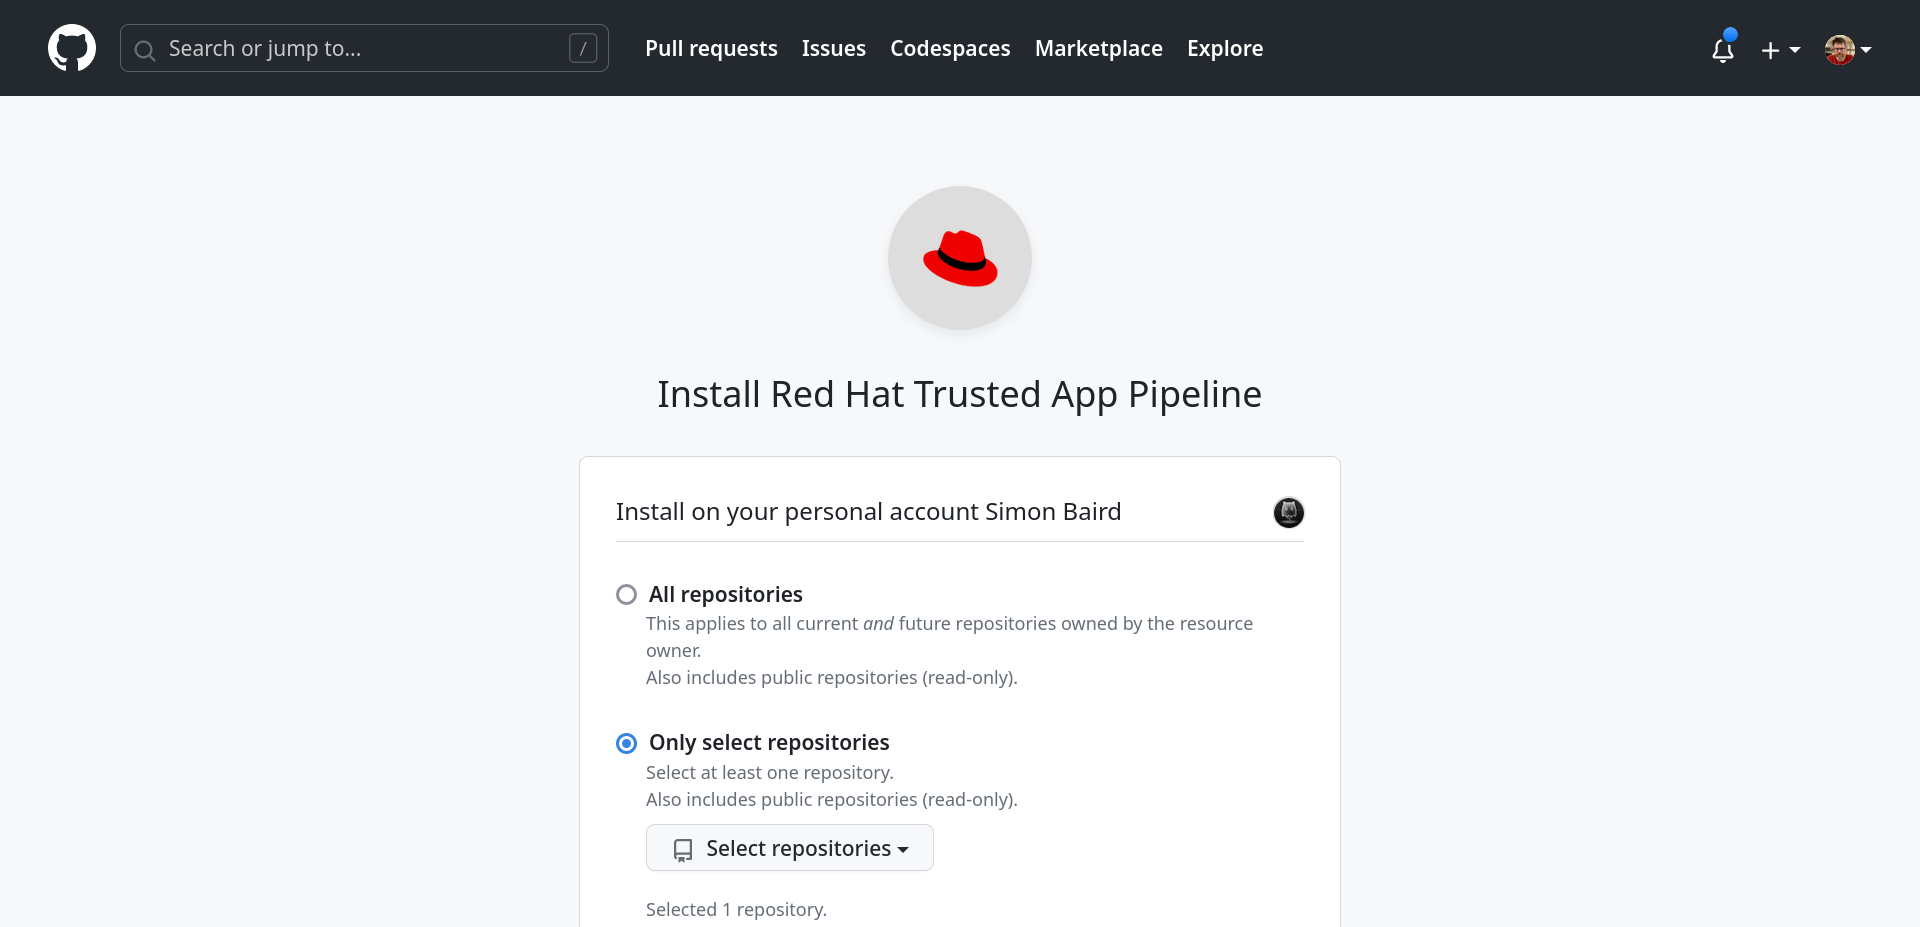 Search or jump to... /
Pull requests Issues Codespaces Marketplace Explore
Install Red Hat Trusted App Pipeline
Install on your personal account Simon Baird
All repositories
This applies to all current and future repositories owned by the resource
owner.
Also includes public repositories (read-only).
Only select repositories
Select at least one repository.
Also includes public repositories (read-only).
Select repositories
Selected 1 repository.